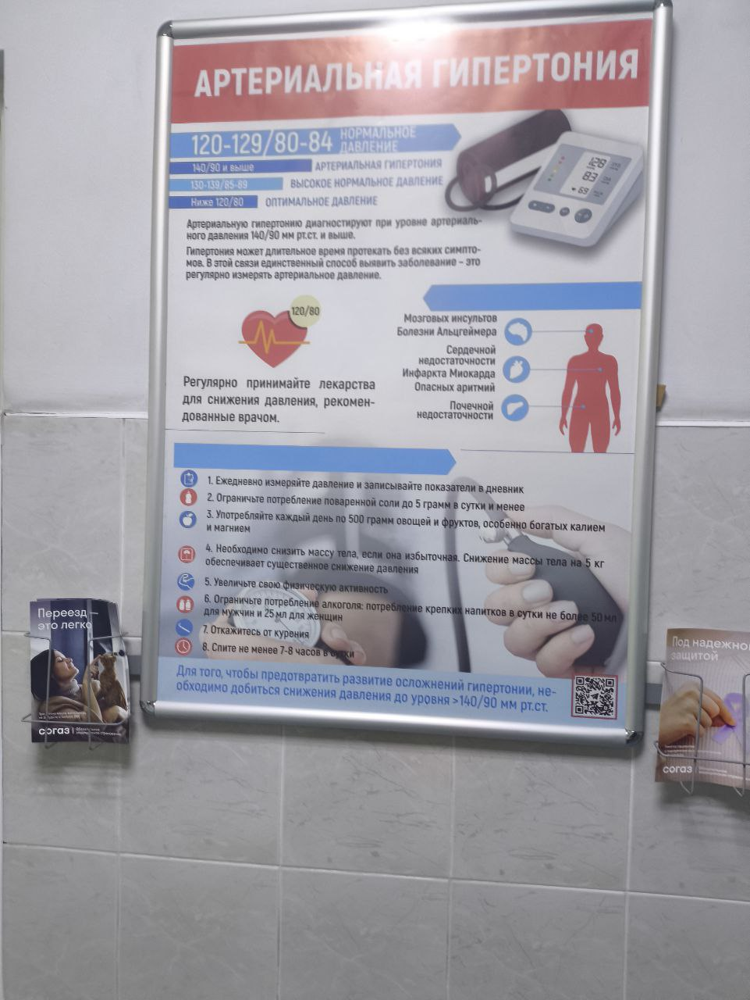 АРТЕРИАЛЬНАЯ ГИПЕРТОНИЯ
120-129/80-84 НОРМАЛЬНОЕ
ДАВЛЕНИЕ
140/90 и выше АРТЕРИАЛЬНАЯ ГИПЕРТОНИЯ
130-139/85-89 ВЫСОКОЕ НОРМАЛЬНОЕ ДАВЛЕНИЕ
Ниже 120/80 ОПТИМАЛЬНОЕ ДАВЛЕНИЕ
128
83
69
Артериальную гипертонию диагностируют при уровне артериаль-
ного давления 140/90 мм рт.ст. и выше.
Гипертония может длительное время протекать без всяких симпто-
мов. В этой связи единственный способ выявить заболевание – это
регулярно измерять артериальное давление.
120/80
Регулярно принимайте лекарства
для снижения давления, рекомен-
дованные врачом.
Мозговых инсультов
Болезни Альцгеймера
Сердечной
недостаточности
Инфаркта Миокарда
Опасных аритмий
Почечной
недостаточности
1. Ежедневно измеряйте давление и записывайте показатели в дневник
2. Ограничьте потребление поваренной соли до 5 грамм в сутки и менее
3. Употребляйте каждый день по 500 грамм овощей и фруктов, особенно богатых калием
и магнием
4. Необходимо снизить массу тела, если она избыточная. Снижение массы тела на 5 кг
обеспечивает существенное снижение давления
5. Увеличьте свою физическую активность
6. Ограничьте потребление алкоголя: потребление крепких напитков в сутки не более 50 мл
для мужчин и 25 мл для женщин
7. Откажитесь от курения
8. Спите не менее 7-8 часов в сутки
Для того, чтобы предотвратить развитие осложнений гипертонии, не-
обходимо добиться снижения давления до уровня >140/90 мм рт.ст.
Переезд –
это легко
согаз
Под надежной
защитой
согаз